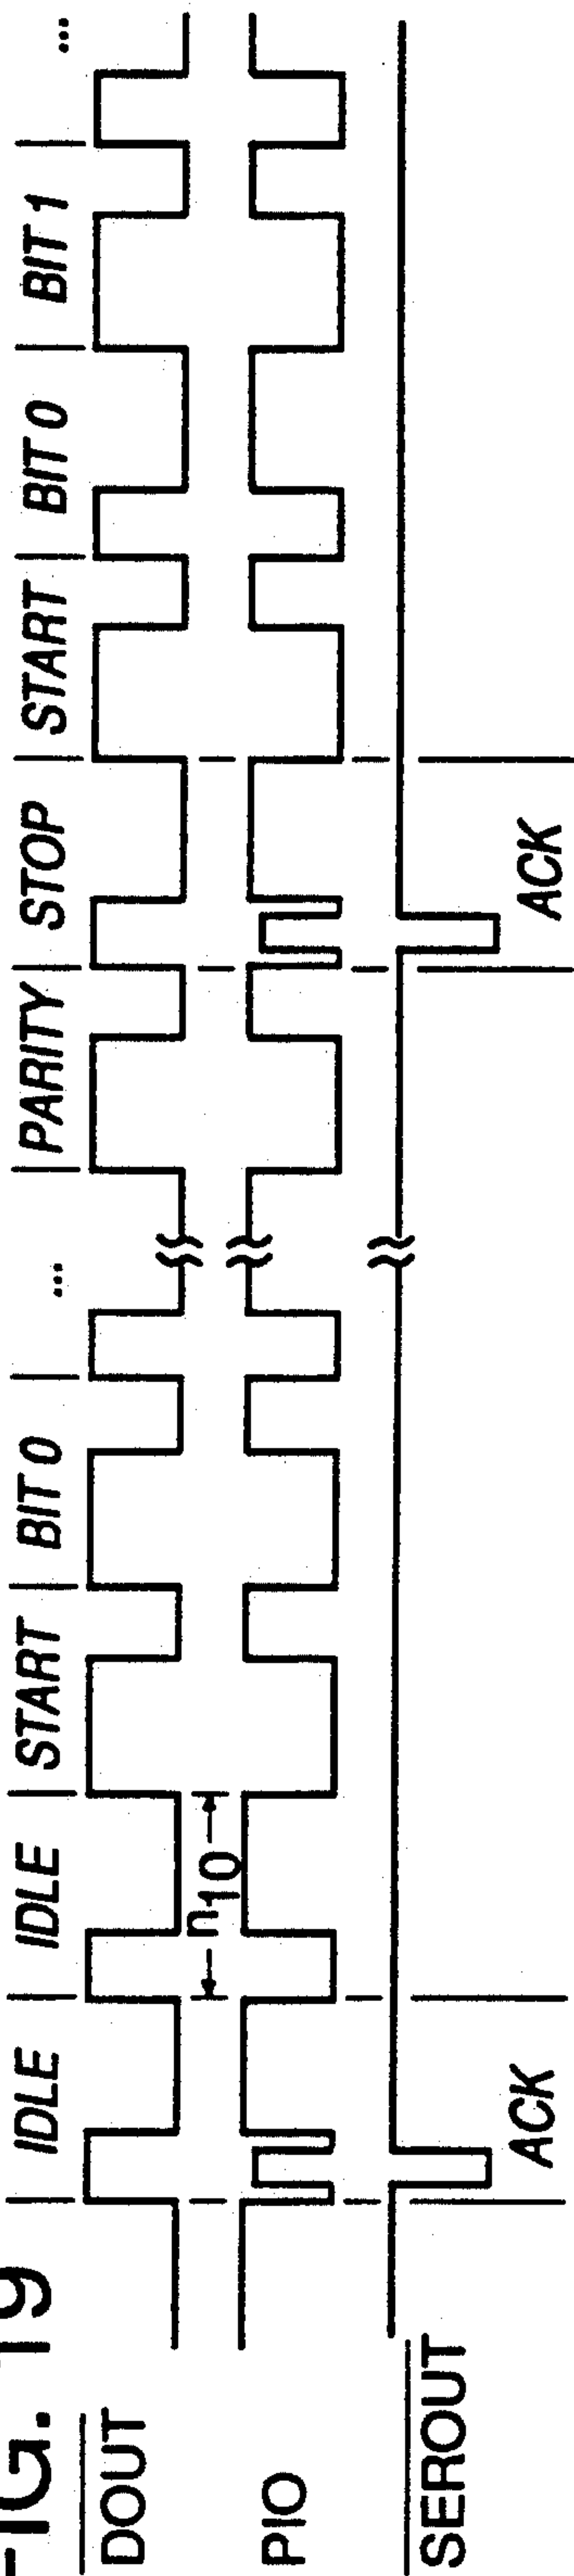 FIG. 19
IDLE | IDLE | START | BIT 0 | ... | PARITY | STOP | START | BIT 0 | BIT 1 | ...
DOUT
n10
PIO
SEROUT
ACK ACK